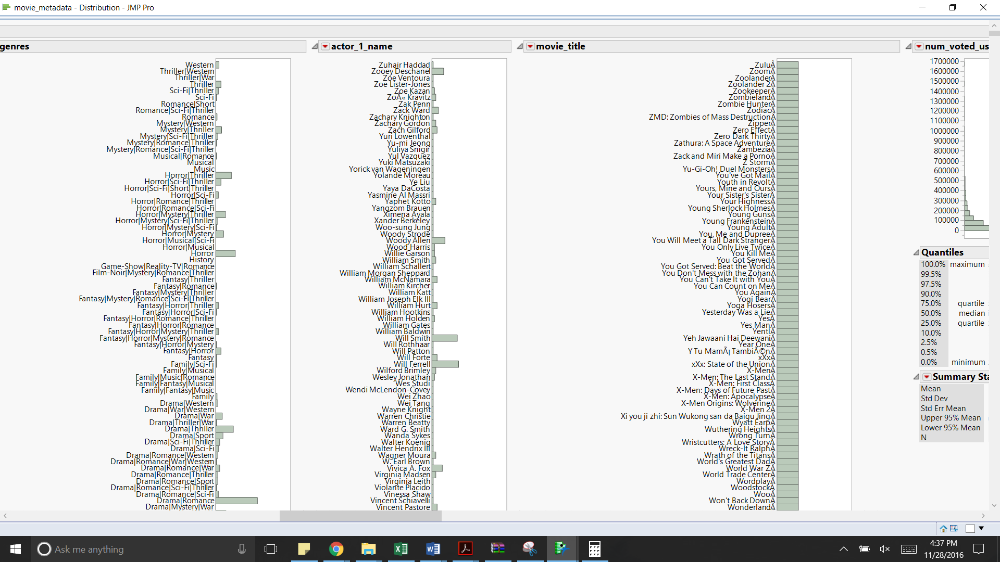 movie_metadata - Distribution - JMP Pro
genres
Western
Thriller|Western
Thriller|War
Thriller
Sci-Fi|Thriller
Sci-Fi
Romance|Short
Romance|Sci-Fi|Thriller
Romance
Mystery|Western
Mystery|Thriller
Mystery|Sci-Fi|Thriller
Mystery|Romance|Thriller
Mystery|Romance|Sci-Fi|Thriller
Musical|Romance
Musical
Music
Horror|Thriller
Horror|Sci-Fi|Thriller
Horror|Sci-Fi|Short|Thriller
Horror|Sci-Fi
Horror|Romance|Thriller
Horror|Romance|Sci-Fi
Horror|Mystery|Thriller
Horror|Mystery|Sci-Fi|Thriller
Horror|Mystery|Sci-Fi
Horror|Mystery
Horror|Musical|Sci-Fi
Horror|Musical
Horror
History
Game-Show|Reality-TV|Romance
Film-Noir|Mystery|Romance|Thriller
Fantasy|Thriller
Fantasy|Romance
Fantasy|Mystery|Thriller
Fantasy|Mystery|Romance|Sci-Fi|Thriller
Fantasy|Horror|Thriller
Fantasy|Horror|Sci-Fi
Fantasy|Horror|Romance|Thriller
Fantasy|Horror|Romance
Fantasy|Horror|Mystery|Thriller
Fantasy|Horror|Mystery|Romance
Fantasy|Horror|Mystery
Fantasy|Horror
Fantasy
Family|Sci-Fi
Family|Musical
Family|Music|Romance
Family|Fantasy|Musical
Family|Fantasy|Music
Family
Drama|Western
Drama|War|Western
Drama|War
Drama|Thriller|War
Drama|Thriller
Drama|Sport
Drama|Sci-Fi|Thriller
Drama|Sci-Fi
Drama|Romance|Western
Drama|Romance|War|Western
Drama|Romance|War
Drama|Romance|Thriller
Drama|Romance|Sport
Drama|Romance|Sci-Fi|Thriller
Drama|Romance|Sci-Fi
Drama|Romance
Drama|Mystery|War
actor_1_name
Zuhair Haddad
Zooey Deschanel
Zoe Ventoura
Zoe Lister-Jones
Zoe Kazan
ZoÃ« Kravitz
Zak Penn
Zack Ward
Zachary Knighton
Zachary Gordon
Zach Gilford
Yuri Lowenthal
Yu-mi Jeong
Yuliya Snigir
Yul Vazquez
Yuki Matsuzaki
Yorick van Wageningen
Yolande Moreau
Ye Liu
Yaya DaCosta
Yasmine Al Massri
Yaphet Kotto
Yangzom Brauen
Ximena Ayala
Xander Berkeley
Woo-sung Jung
Woody Strode
Woody Allen
Wood Harris
Willie Garson
William Smith
William Schallert
William Morgan Sheppard
William McNamara
William Kircher
William Katt
William Joseph Elk III
William Hurt
William Hootkins
William Holden
William Gates
William Baldwin
Will Smith
Will Rothhaar
Will Patton
Will Forte
Will Ferrell
Wilford Brimley
Wesley Jonathan
Wes Studi
Wendi McLendon-Covey
Wei Zhao
Wei Tang
Wayne Knight
Warren Christie
Warren Beatty
Ward G. Smith
Wanda Sykes
Walter Koenig
Walter Hendrix III
Wagner Moura
W. Earl Brown
Vivica A. Fox
Virginia Madsen
Virginia Leith
Violante Placido
Vinessa Shaw
Vincent Schiavelli
Vincent Pastore
movie_title
ZuluÂ
ZoomÂ
ZoolanderÂ
Zoolander 2Â
ZookeeperÂ
ZombielandÂ
Zombie HunterÂ
ZodiacÂ
ZMD: Zombies of Mass DestructionÂ
ZipperÂ
Zero EffectÂ
Zero Dark ThirtyÂ
Zathura: A Space AdventureÂ
ZambeziaÂ
Zack and Miri Make a PornoÂ
Z StormÂ
Yu-Gi-Oh! Duel MonstersÂ
You've Got MailÂ
Youth in RevoltÂ
Yours, Mine and OursÂ
Your Sister's SisterÂ
Your HighnessÂ
Young Sherlock HolmesÂ
Young GunsÂ
Young FrankensteinÂ
Young AdultÂ
You, Me and DupreeÂ
You Will Meet a Tall Dark StrangerÂ
You Only Live TwiceÂ
You Kill MeÂ
You Got ServedÂ
You Got Served: Beat the WorldÂ
You Don't Mess with the ZohanÂ
You Can't Take It with YouÂ
You Can Count on MeÂ
You AgainÂ
Yogi BearÂ
Yoga HosersÂ
Yesterday Was a LieÂ
YesÂ
Yes ManÂ
YentlÂ
Yeh Jawaani Hai DeewaniÂ
Year OneÂ
Y Tu MamÃ¡ TambiÃ©nÂ
xXxÂ
xXx: State of the UnionÂ
X-MenÂ
X-Men: The Last StandÂ
X-Men: First ClassÂ
X-Men: Days of Future PastÂ
X-Men: ApocalypseÂ
X-Men Origins: WolverineÂ
X-Men 2Â
Xi you ji zhi: Sun Wukong san da Baigu JingÂ
Wyatt EarpÂ
Wuthering HeightsÂ
Wrong TurnÂ
Wristcutters: A Love StoryÂ
Wreck-It RalphÂ
Wrath of the TitansÂ
World's Greatest DadÂ
World War ZÂ
World Trade CenterÂ
WordplayÂ
WoodstockÂ
WooÂ
Won't Back DownÂ
WonderlandÂ
num_voted_us
1700000
1600000
1500000
1400000
1300000
1200000
1100000
1000000
900000
800000
700000
600000
500000
400000
300000
200000
100000
0
Quantiles
100.0% maximum
99.5%
97.5%
90.0%
75.0% quartile
50.0% median
25.0% quartile
10.0%
2.5%
0.5%
0.0% minimum
Summary Sta
Mean
Std Dev
Std Err Mean
Upper 95% Mean
Lower 95% Mean
N
Ask me anything
4:37 PM
11/28/2016